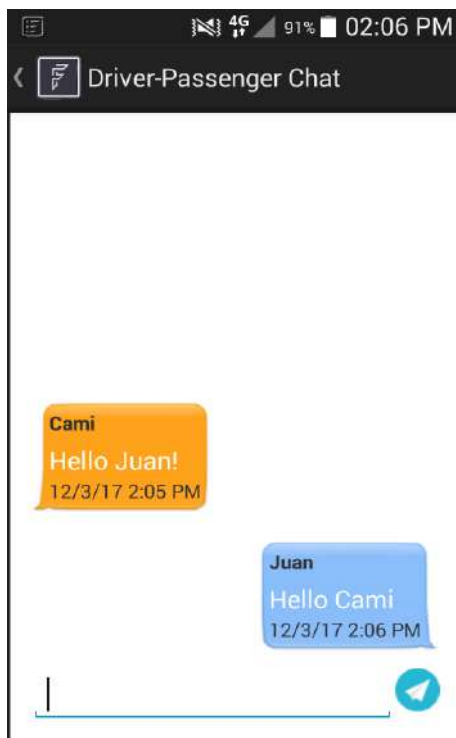 4G 91% 02:06 PM
Driver-Passenger Chat
Cami
Hello Juan!
12/3/17 2:05 PM
Juan
Hello Cami
12/3/17 2:06 PM